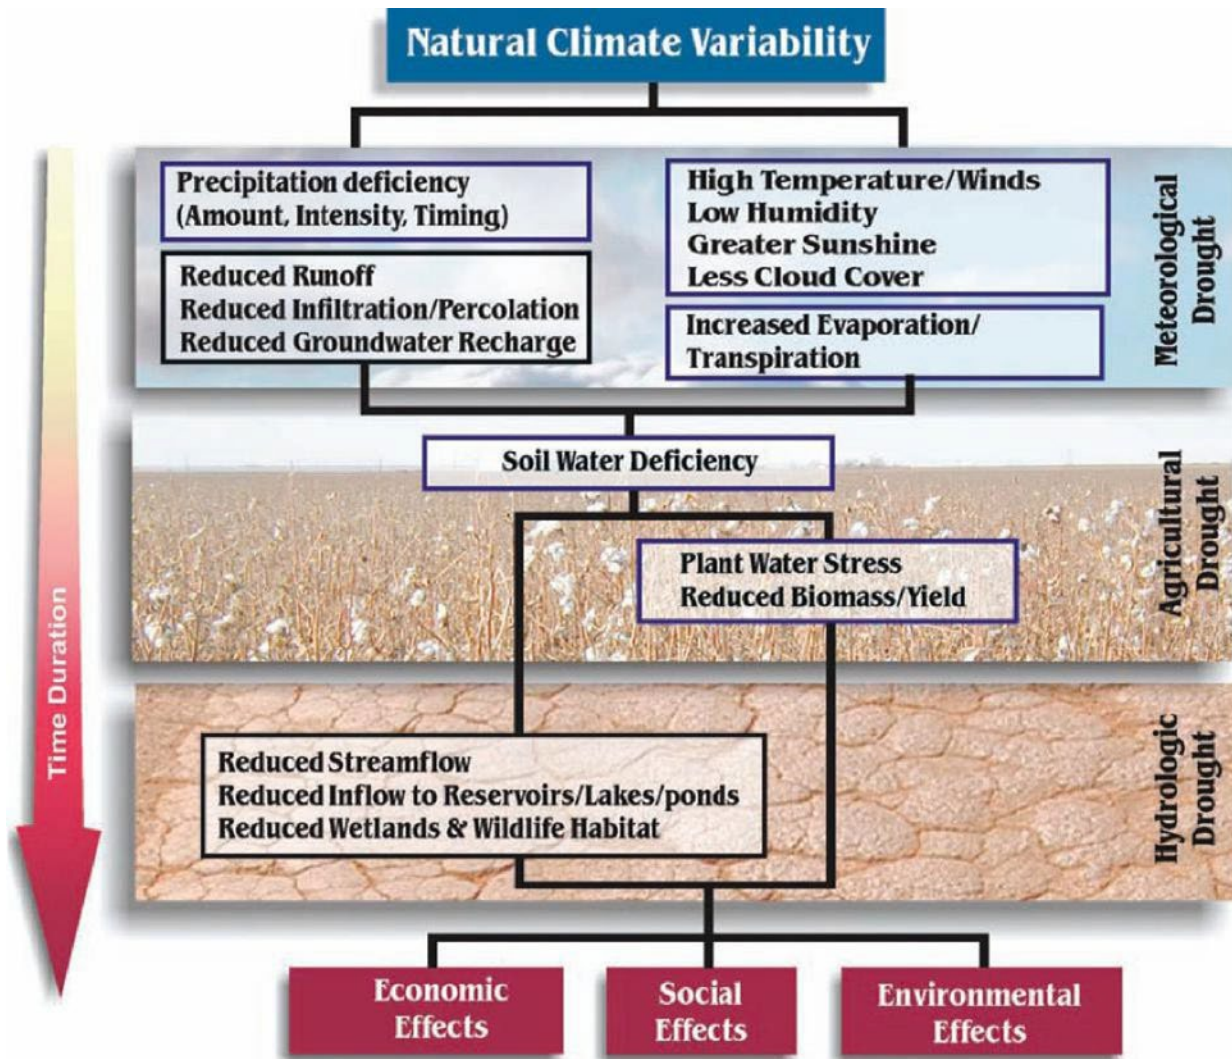 Natural Climate Variability
Precipitation deficiency
(Amount, Intensity, Timing)
Reduced Runoff
Reduced Infiltration/Percolation
Reduced Groundwater Recharge
High Temperature/Winds
Low Humidity
Greater Sunshine
Less Cloud Cover
Increased Evaporation/
Transpiration
Meteorological
Drought
Soil Water Deficiency
Plant Water Stress
Reduced Biomass/Yield
Agricultural
Drought
Time Duration
Reduced Streamflow
Reduced Inflow to Reservoirs/Lakes/ponds
Reduced Wetlands & Wildlife Habitat
Hydrologic
Drought
Economic
Effects
Social
Effects
Environmental
Effects